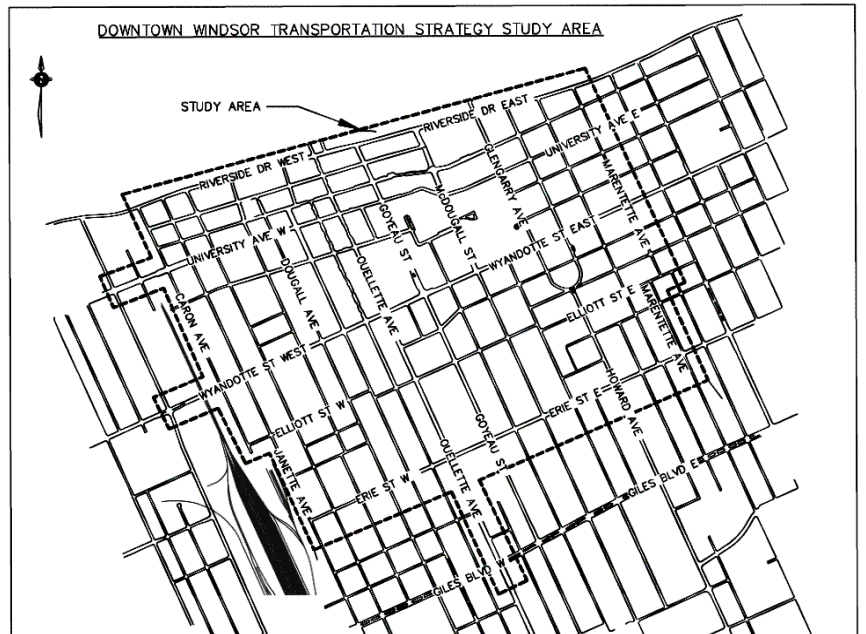 DOWNTOWN WINDSOR TRANSPORTATION STRATEGY STUDY AREA
STUDY AREA
RIVERSIDE DR EAST
RIVERSIDE DR WEST
UNIVERSITY AVE E
GLENGARRY AVE
MARENTETTE AVE
McDOUGALL ST
GOYEAU ST
UNIVERSITY AVE W
OUELLETTE AVE
DOUGALL AVE
WYANDOTTE ST EAST
CARON AVE
ELLIOTT ST E
MARENTETTE AVE
WYANDOTTE ST WEST
HOWARD AVE
ELLIOTT ST W
ERIE ST E
GOYEAU ST
OUELLETTE AVE
JANETTE AVE
ERIE ST W
GILES BLVD E
GILES BLVD W